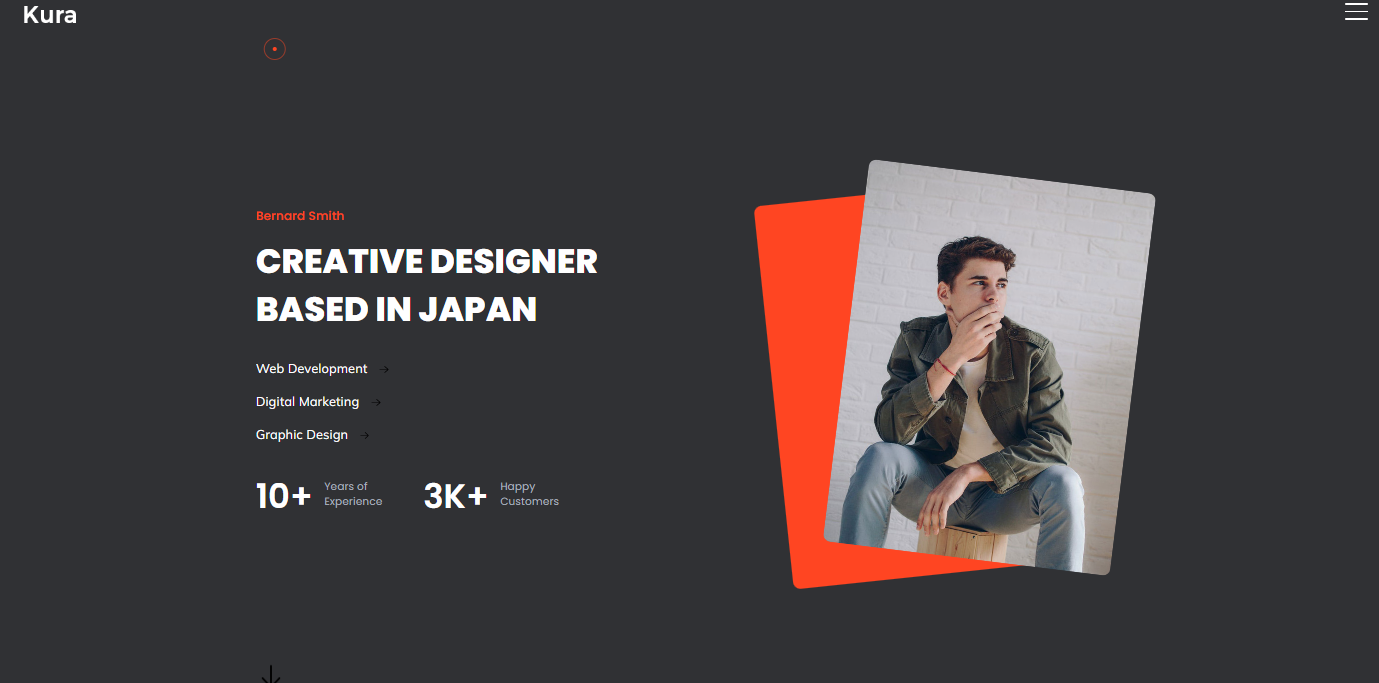 Kura
Bernard Smith
CREATIVE DESIGNER
BASED IN JAPAN
Web Development →
Digital Marketing →
Graphic Design →
10+ Years of
Experience
3K+ Happy
Customers